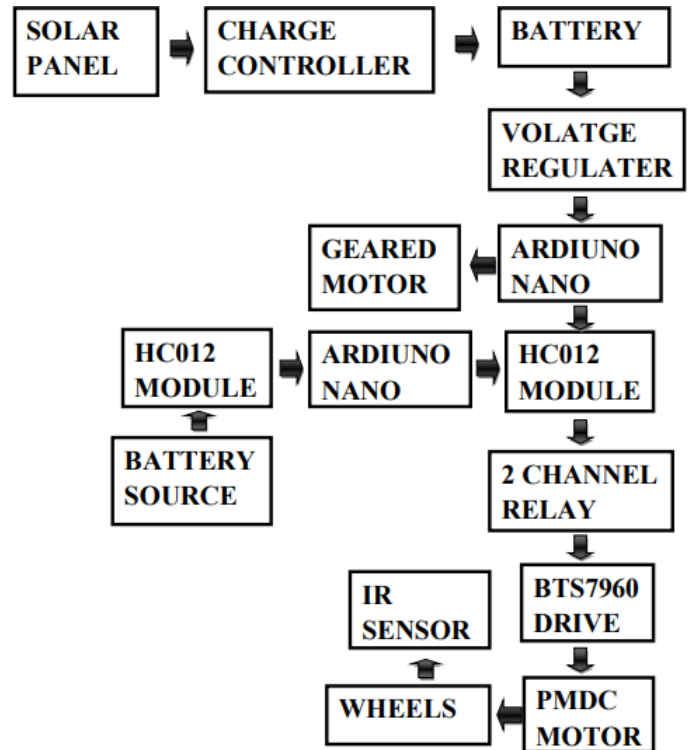 SOLAR
PANEL
CHARGE
CONTROLLER
BATTERY
VOLATGE
REGULATER
GEARED
MOTOR
ARDIUNO
NANO
HC012
MODULE
ARDIUNO
NANO
HC012
MODULE
BATTERY
SOURCE
2 CHANNEL
RELAY
IR
SENSOR
BTS7960
DRIVE
WHEELS
PMDC
MOTOR